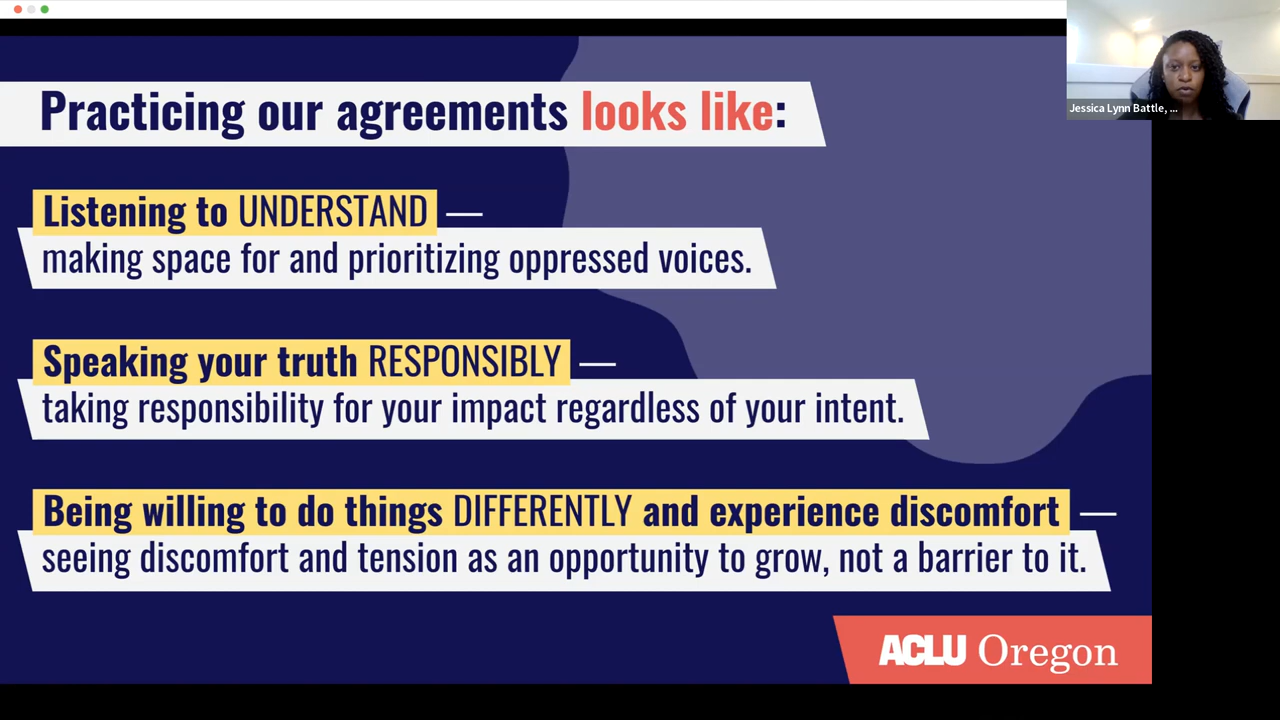 Practicing our agreements looks like:
Jessica Lynn Battle, ...
Listening to UNDERSTAND —
making space for and prioritizing oppressed voices.
Speaking your truth RESPONSIBLY —
taking responsibility for your impact regardless of your intent.
Being willing to do things DIFFERENTLY and experience discomfort —
seeing discomfort and tension as an opportunity to grow, not a barrier to it.
ACLU Oregon